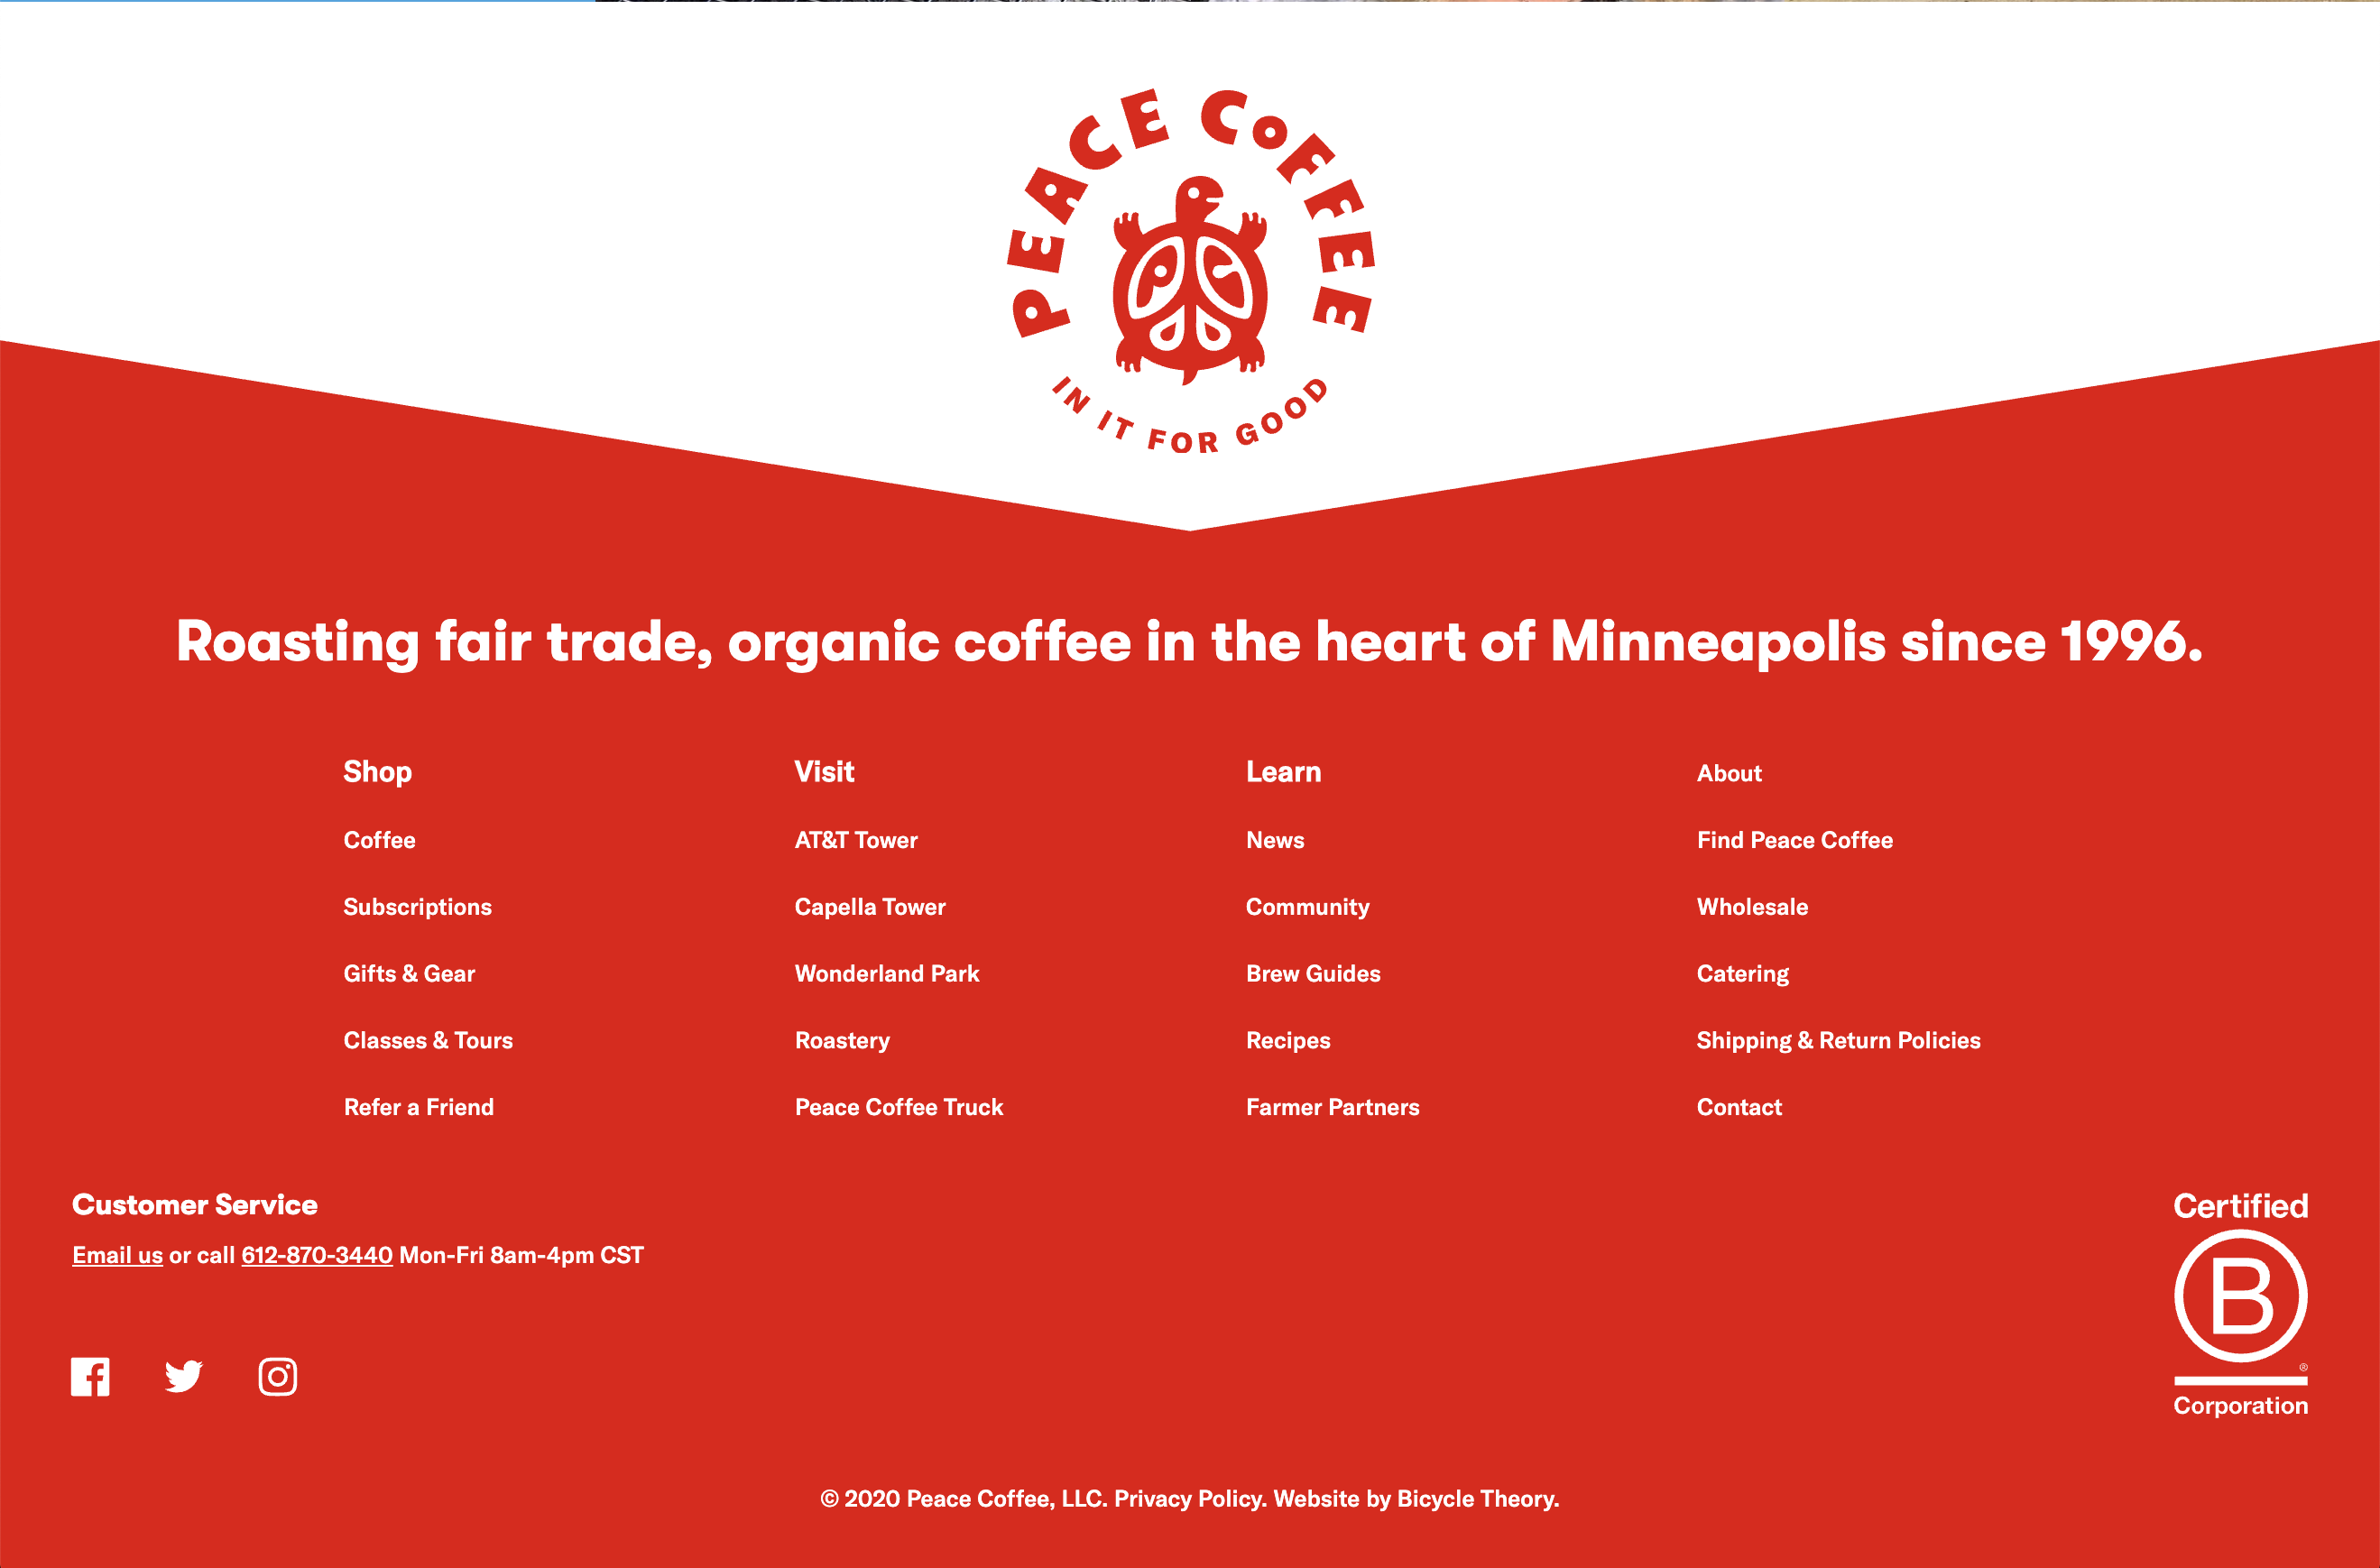 PEACE COFFEE
PC
IN IT FOR GOOD
Roasting fair trade, organic coffee in the heart of Minneapolis since 1996.
Shop
Coffee
Subscriptions
Gifts & Gear
Classes & Tours
Refer a Friend
Visit
AT&T Tower
Capella Tower
Wonderland Park
Roastery
Peace Coffee Truck
Learn
News
Community
Brew Guides
Recipes
Farmer Partners
About
Find Peace Coffee
Wholesale
Catering
Shipping & Return Policies
Contact
Customer Service
Email us or call 612-870-3440 Mon-Fri 8am-4pm CST
Certified
B
®
Corporation
© 2020 Peace Coffee, LLC. Privacy Policy. Website by Bicycle Theory.